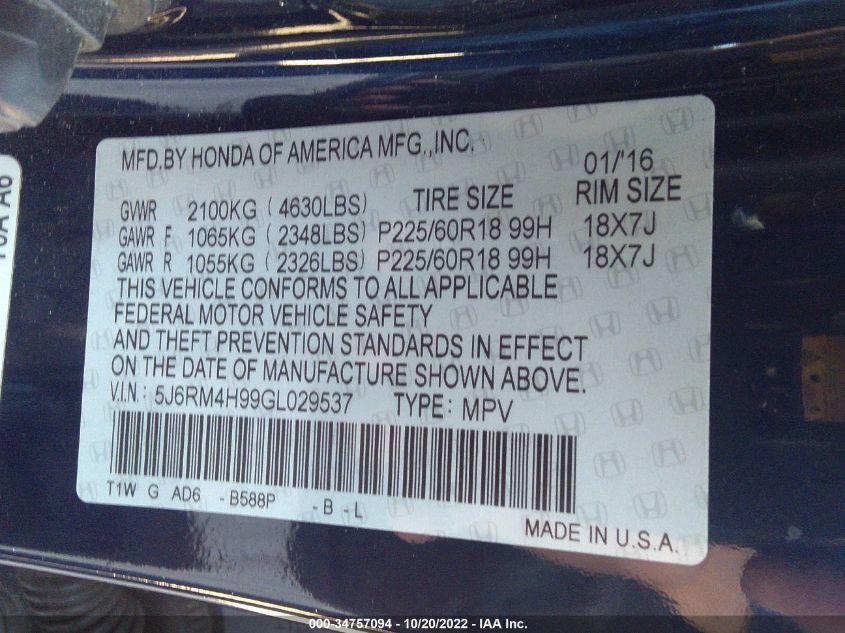 MFD.BY HONDA OF AMERICA MFG.,INC. 01/'16
GVWR 2100KG (4630LBS) TIRE SIZE RIM SIZE
GAWR F 1065KG (2348LBS) P225/60R18 99H 18X7J
GAWR R 1055KG (2326LBS) P225/60R18 99H 18X7J
THIS VEHICLE CONFORMS TO ALL APPLICABLE
FEDERAL MOTOR VEHICLE SAFETY
AND THEFT PREVENTION STANDARDS IN EFFECT
ON THE DATE OF MANUFACTURE SHOWN ABOVE.
V.I.N: 5J6RM4H99GL029537 TYPE: MPV
T1W G AD6 -B588P -B -L
MADE IN U.S.A.
000-34757094 - 10/20/2022 - IAA Inc.